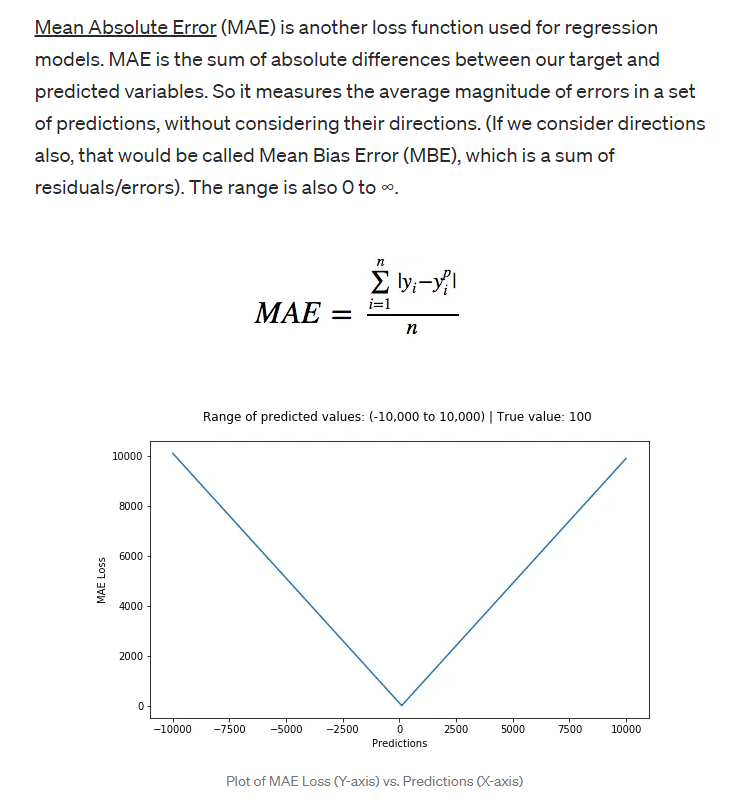 Mean Absolute Error (MAE) is another loss function used for regression
models. MAE is the sum of absolute differences between our target and
predicted variables. So it measures the average magnitude of errors in a set
of predictions, without considering their directions. (If we consider directions
also, that would be called Mean Bias Error (MBE), which is a sum of
residuals/errors). The range is also 0 to ∞.
MAE = \frac{\sum_{i=1}^{n} |y_i - y_i^p|}{n}
Range of predicted values: (-10,000 to 10,000) | True value: 100
10000
8000
6000
4000
2000
0
MAE Loss
−10000 −7500 −5000 −2500 0 2500 5000 7500 10000
Predictions
Plot of MAE Loss (Y-axis) vs. Predictions (X-axis)